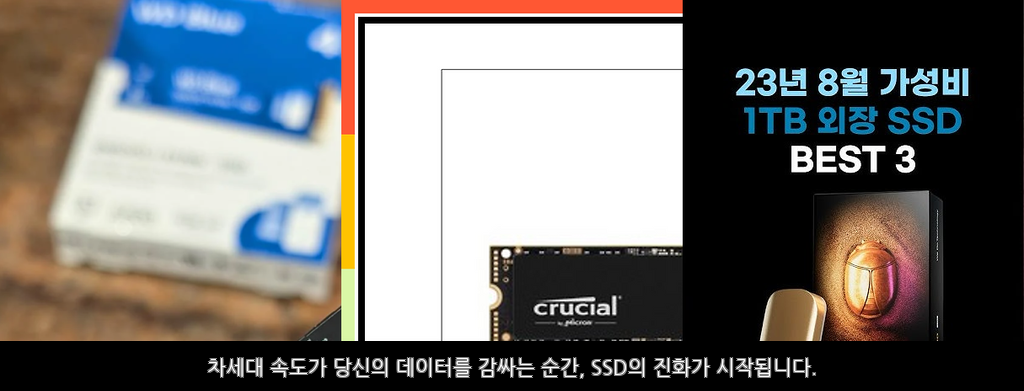 WD Blue
crucial
by Micron
23년 8월 가성비
1TB 외장 SSD
BEST 3
차세대 속도가 당신의 데이터를 감싸는 순간, SSD의 진화가 시작됩니다.